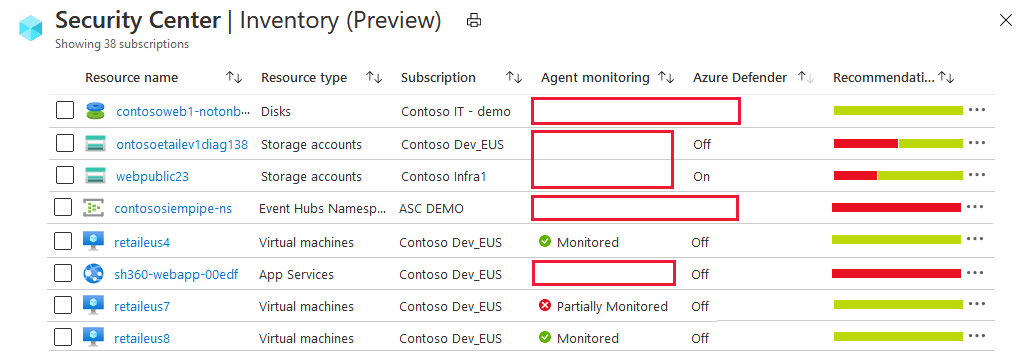 Security Center | Inventory (Preview)
Showing 38 subscriptions
Resource name Resource type Subscription Agent monitoring Azure Defender Recommendati...
contosoweb1-notonb... Disks Contoso IT - demo
ontosoetailev1diag138 Storage accounts Contoso Dev_EUS Off
webpublic23 Storage accounts Contoso Infra1 On
contososiempipe-ns Event Hubs Namesp... ASC DEMO
retaileus4 Virtual machines Contoso Dev_EUS Monitored Off
sh360-webapp-00edf App Services Contoso Dev_EUS Off
retaileus7 Virtual machines Contoso Dev_EUS Partially Monitored Off
retaileus8 Virtual machines Contoso Dev_EUS Monitored Off